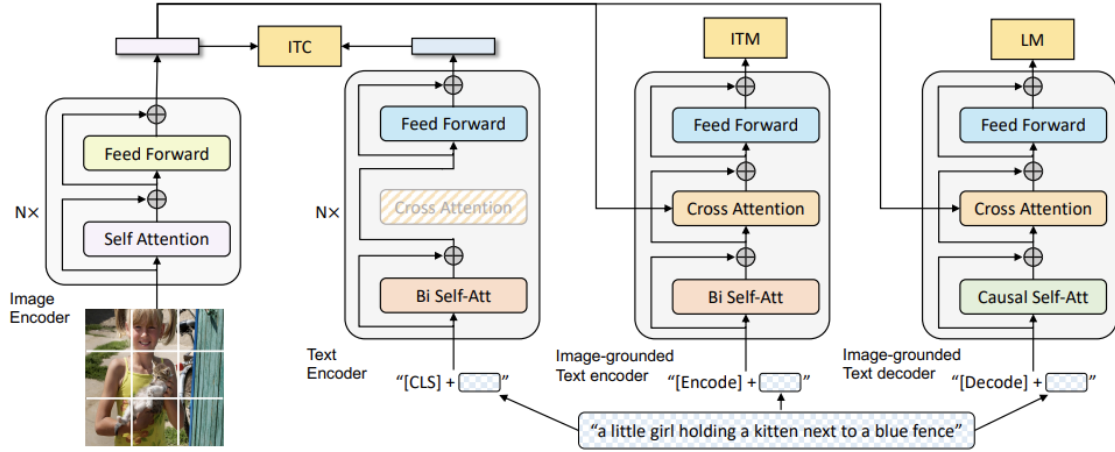 ITC
ITM
LM
Feed Forward
Self Attention
N×
Image
Encoder
Feed Forward
Cross Attention
Bi Self-Att
N×
Text
Encoder
"[CLS] + "
Feed Forward
Cross Attention
Bi Self-Att
Image-grounded
Text encoder
"[Encode] + "
Feed Forward
Cross Attention
Causal Self-Att
Image-grounded
Text decoder
"[Decode] + "
"a little girl holding a kitten next to a blue fence"